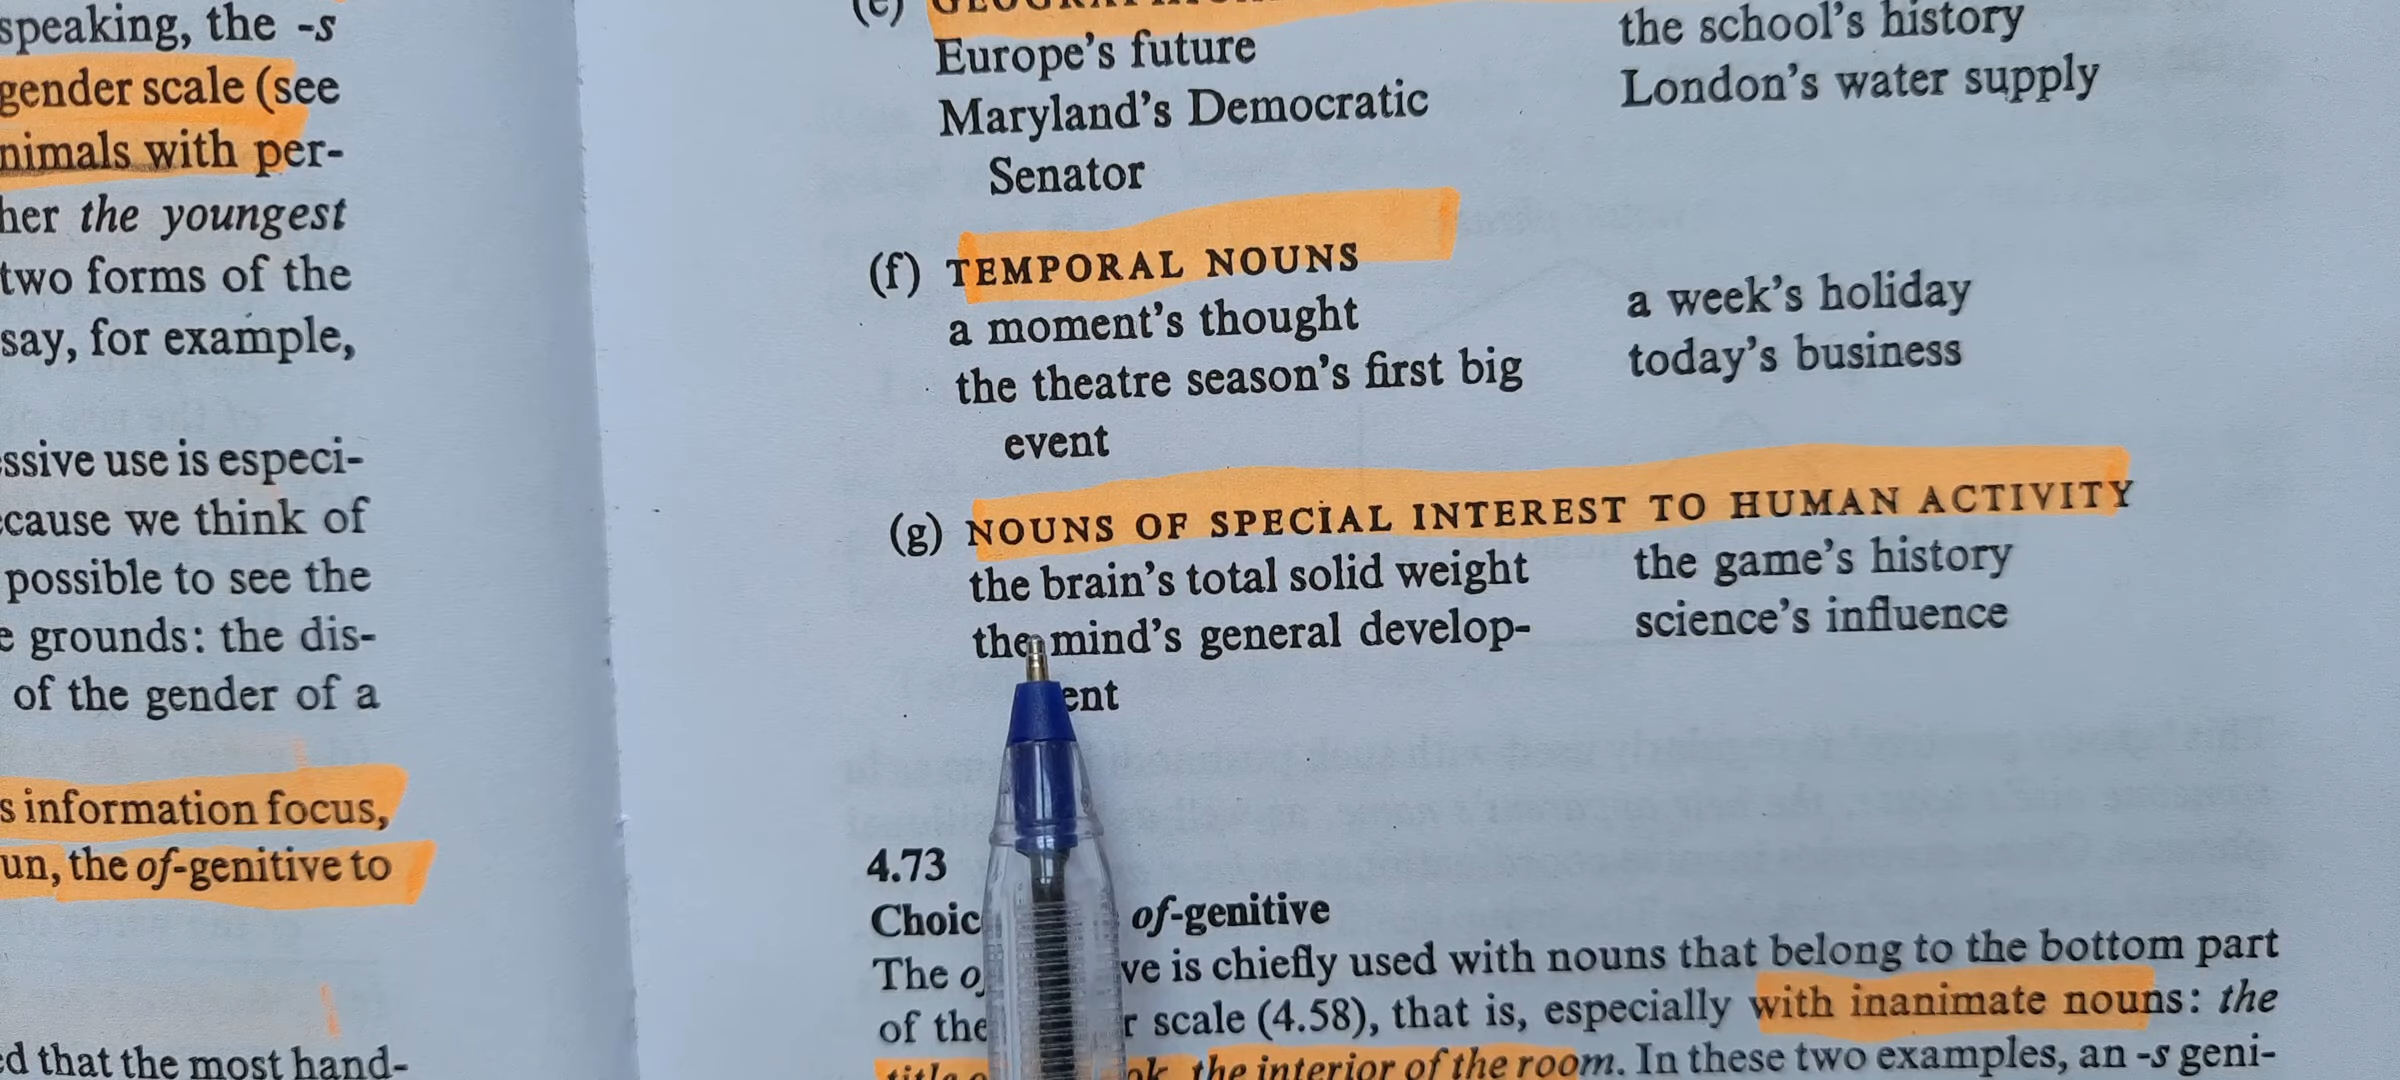 speaking, the -s
gender scale (see
nimals with per-
her the youngest
two forms of the
say, for example,
ssive use is especi-
cause we think of
possible to see the
grounds: the dis-
of the gender of a
s information focus,
un, the of-genitive to
d that the most hand-
(e)
Europe's future the school's history
Maryland's Democratic London's water supply
Senator
(f) TEMPORAL NOUNS
a moment's thought a week's holiday
the theatre season's first big today's business
event
(g) NOUNS OF SPECIAL INTEREST TO HUMAN ACTIVITY
the brain's total solid weight the game's history
the mind's general develop- science's influence
ent
4.73
Choic of-genitive
The o ve is chiefly used with nouns that belong to the bottom part
of the r scale (4.58), that is, especially with inanimate nouns: the
title o ok, the interior of the room. In these two examples, an -s geni-